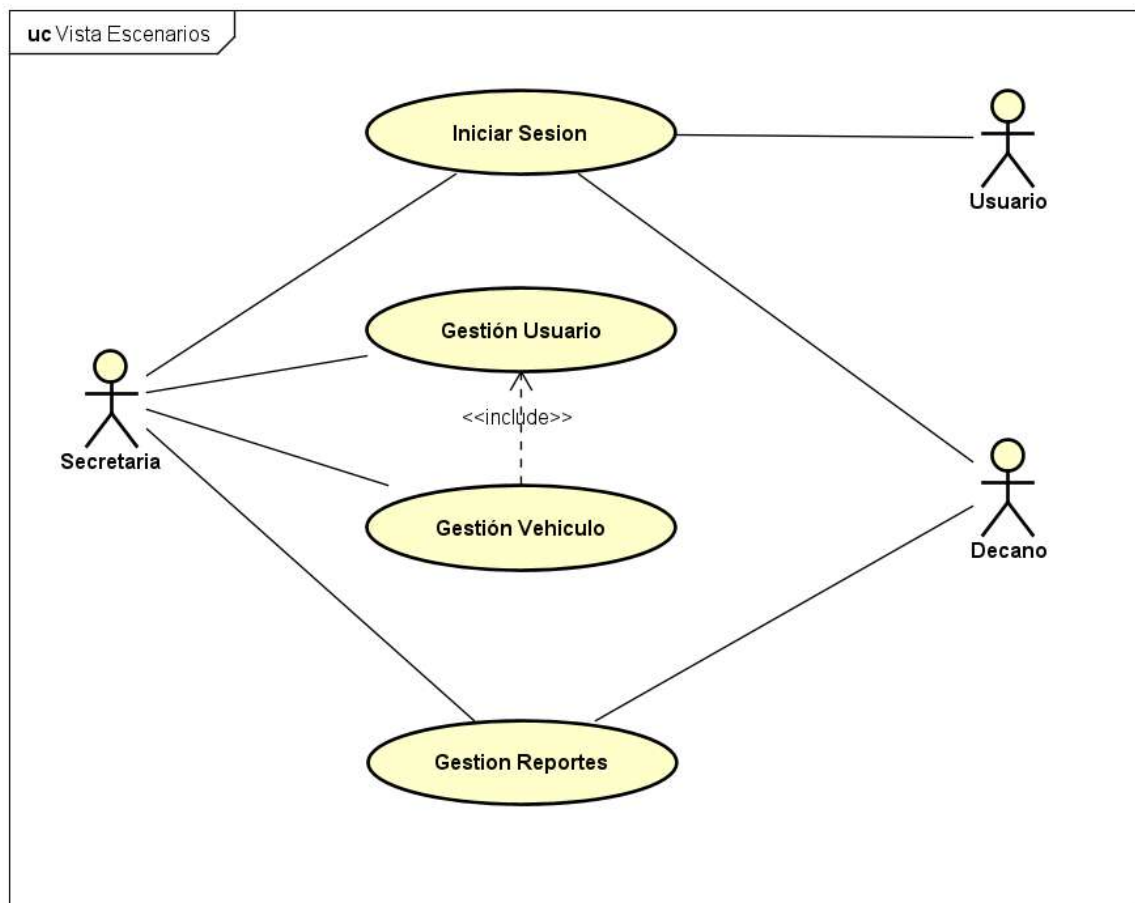 uc Vista Escenarios
Iniciar Sesion
Usuario
Gestión Usuario
<<include>>
Secretaria
Gestión Vehiculo
Decano
Gestion Reportes